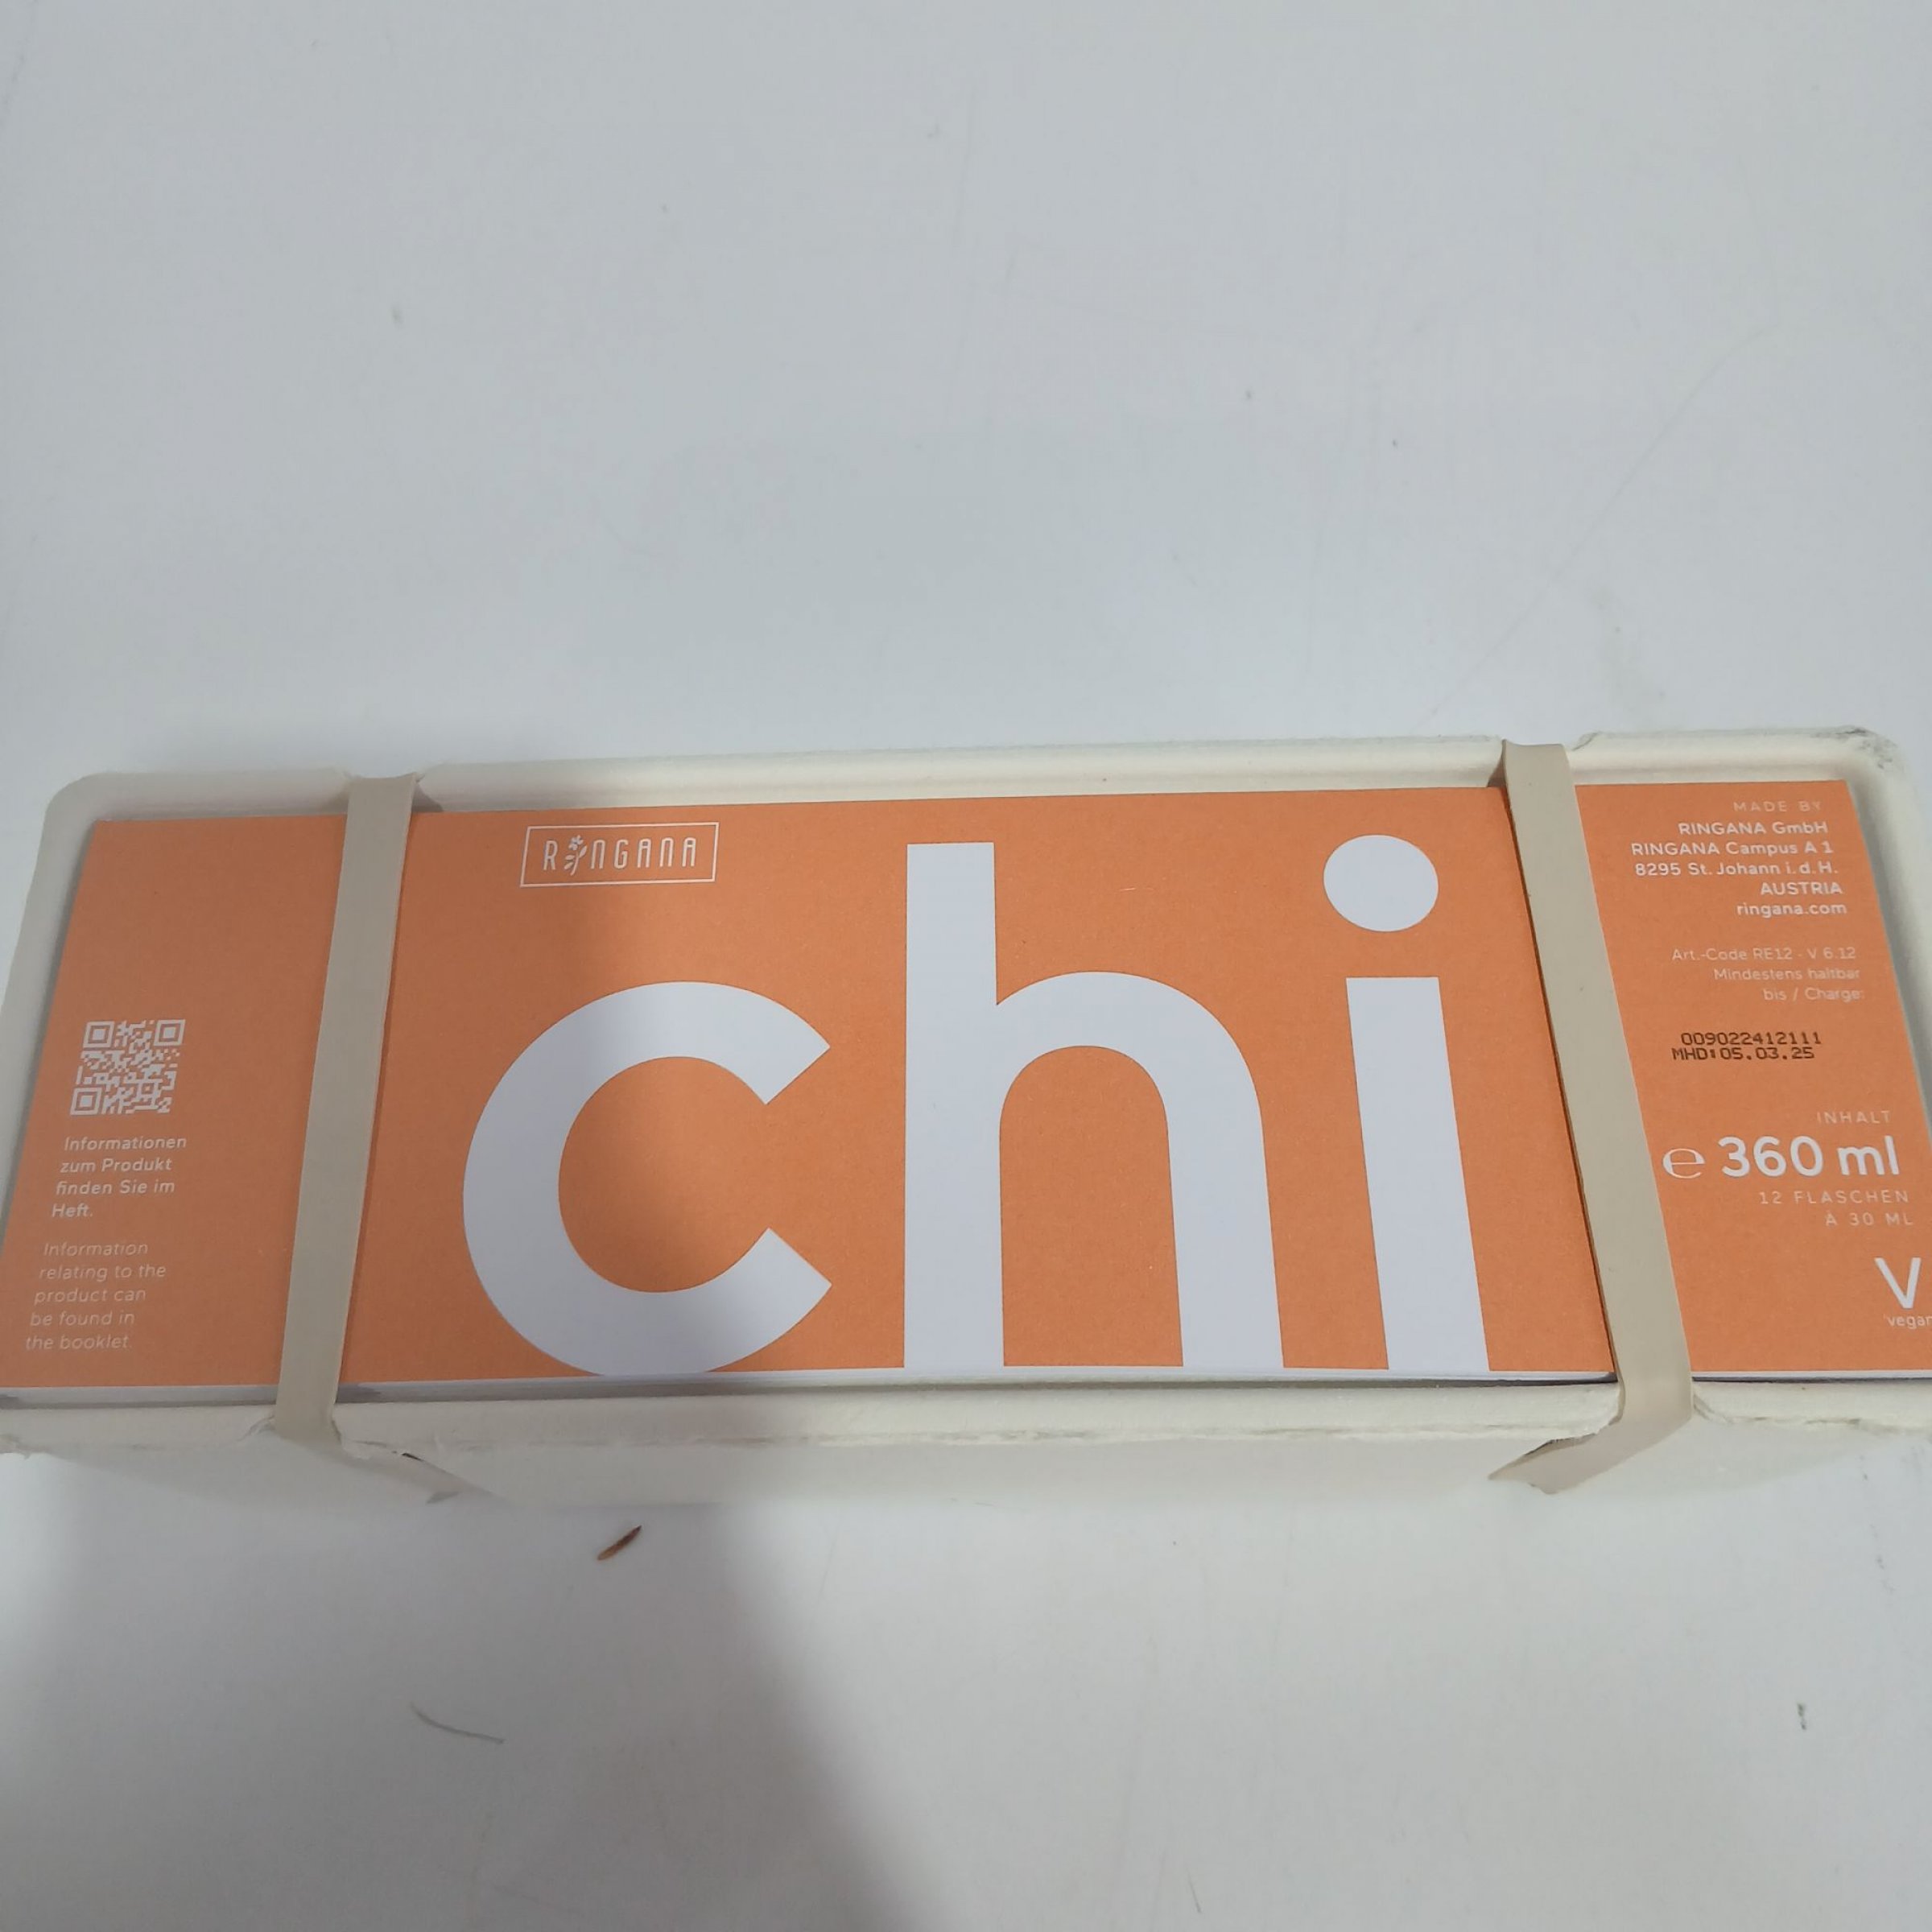 RINGANA
chi
Informationen
zum Produkt
finden Sie im
Heft.
Information
relating to the
product can
be found in
the booklet.
MADE BY
RINGANA GmbH
RINGANA Campus A 1
8295 St. Johann i. d. H.
AUSTRIA
ringana.com
Art.-Code RE12 - V 6.12
Mindestens haltbar
bis / Charge:
009022412111
MHD:05.03.25
INHALT
℮ 360 ml
12 FLASCHEN
À 30 ML
V
vegan